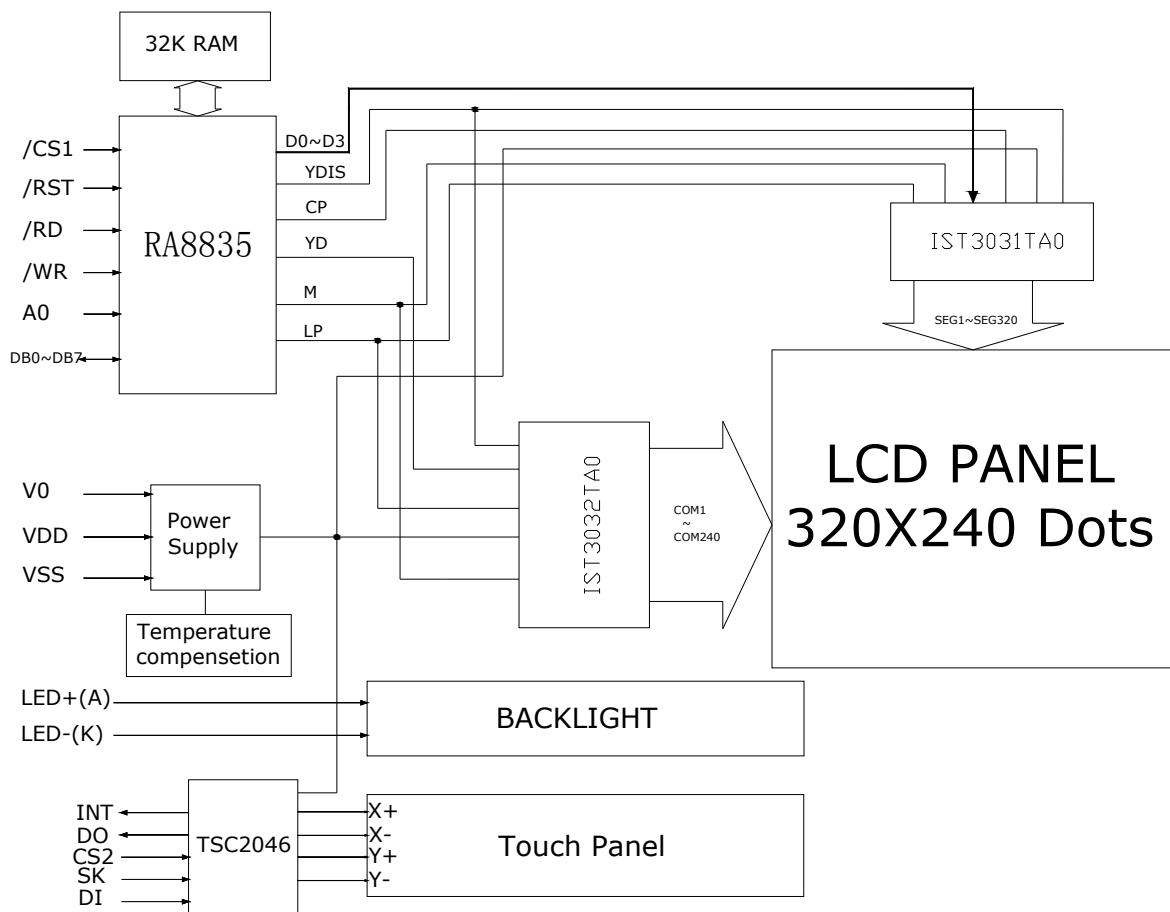 32K RAM
/CS1
/RST
/RD
/WR
A0
DB0~DB7
RA8835
D0~D3
YDIS
CP
YD
M
LP
IST3031TA0
SEG1~SEG320
LCD PANEL
320X240 Dots
IST3032TA0
COM1
~
COM240
V0
VDD
VSS
Power
Supply
Temperature
compensetion
LED+(A)
LED-(K)
BACKLIGHT
INT
DO
CS2
SK
DI
TSC2046
X+
X-
Y+
Y-
Touch Panel